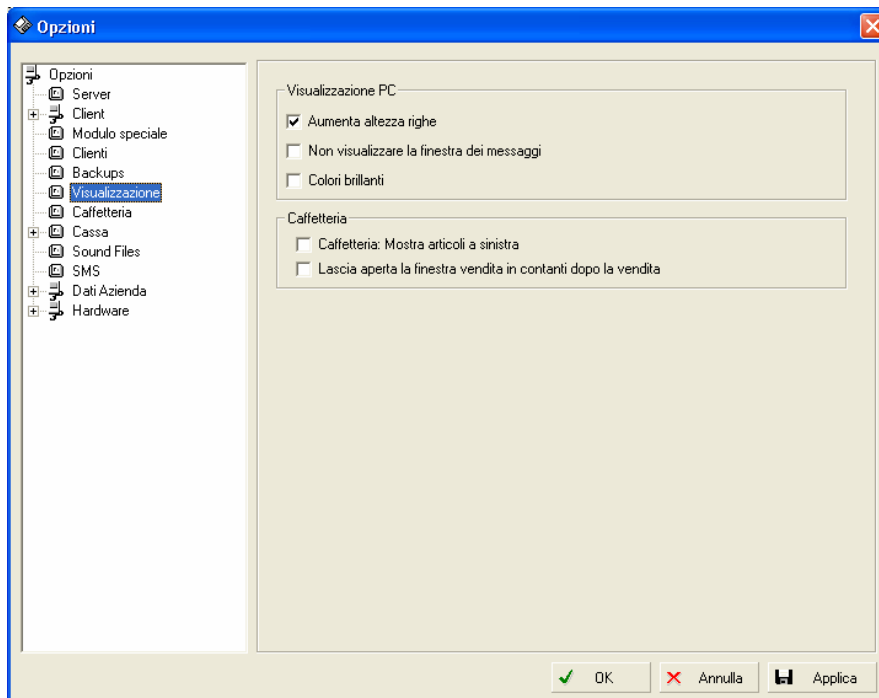 Opzioni
Opzioni
Server
Client
Modulo speciale
Clienti
Backups
Visualizzazione
Caffetteria
Cassa
Sound Files
SMS
Dati Azienda
Hardware
Visualizzazione PC
Aumenta altezza righe
Non visualizzare la finestra dei messaggi
Colori brillanti
Caffetteria
Caffetteria: Mostra articoli a sinistra
Lascia aperta la finestra vendita in contanti dopo la vendita
OK
Annulla
Applica